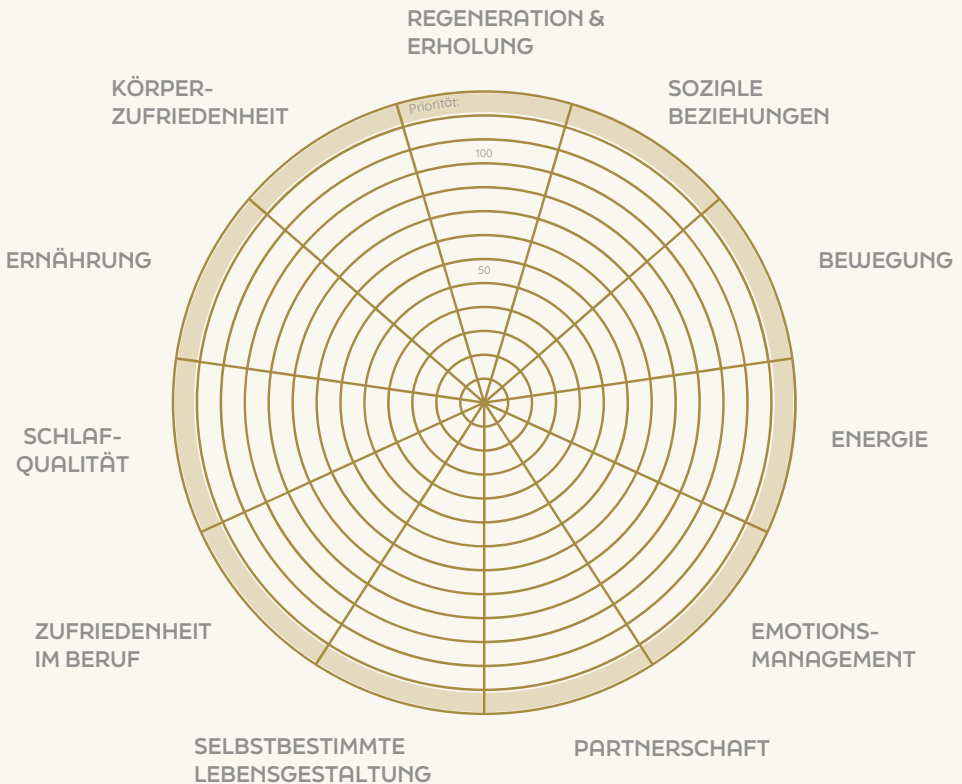 REGENERATION &
ERHOLUNG
KÖRPER-
ZUFRIEDENHEIT
SOZIALE
BEZIEHUNGEN
Priorität:
100
ERNÄHRUNG
BEWEGUNG
50
SCHLAF-
QUALITÄT
ENERGIE
ZUFRIEDENHEIT
IM BERUF
EMOTIONS-
MANAGEMENT
SELBSTBESTIMMTE
LEBENSGESTALTUNG
PARTNERSCHAFT